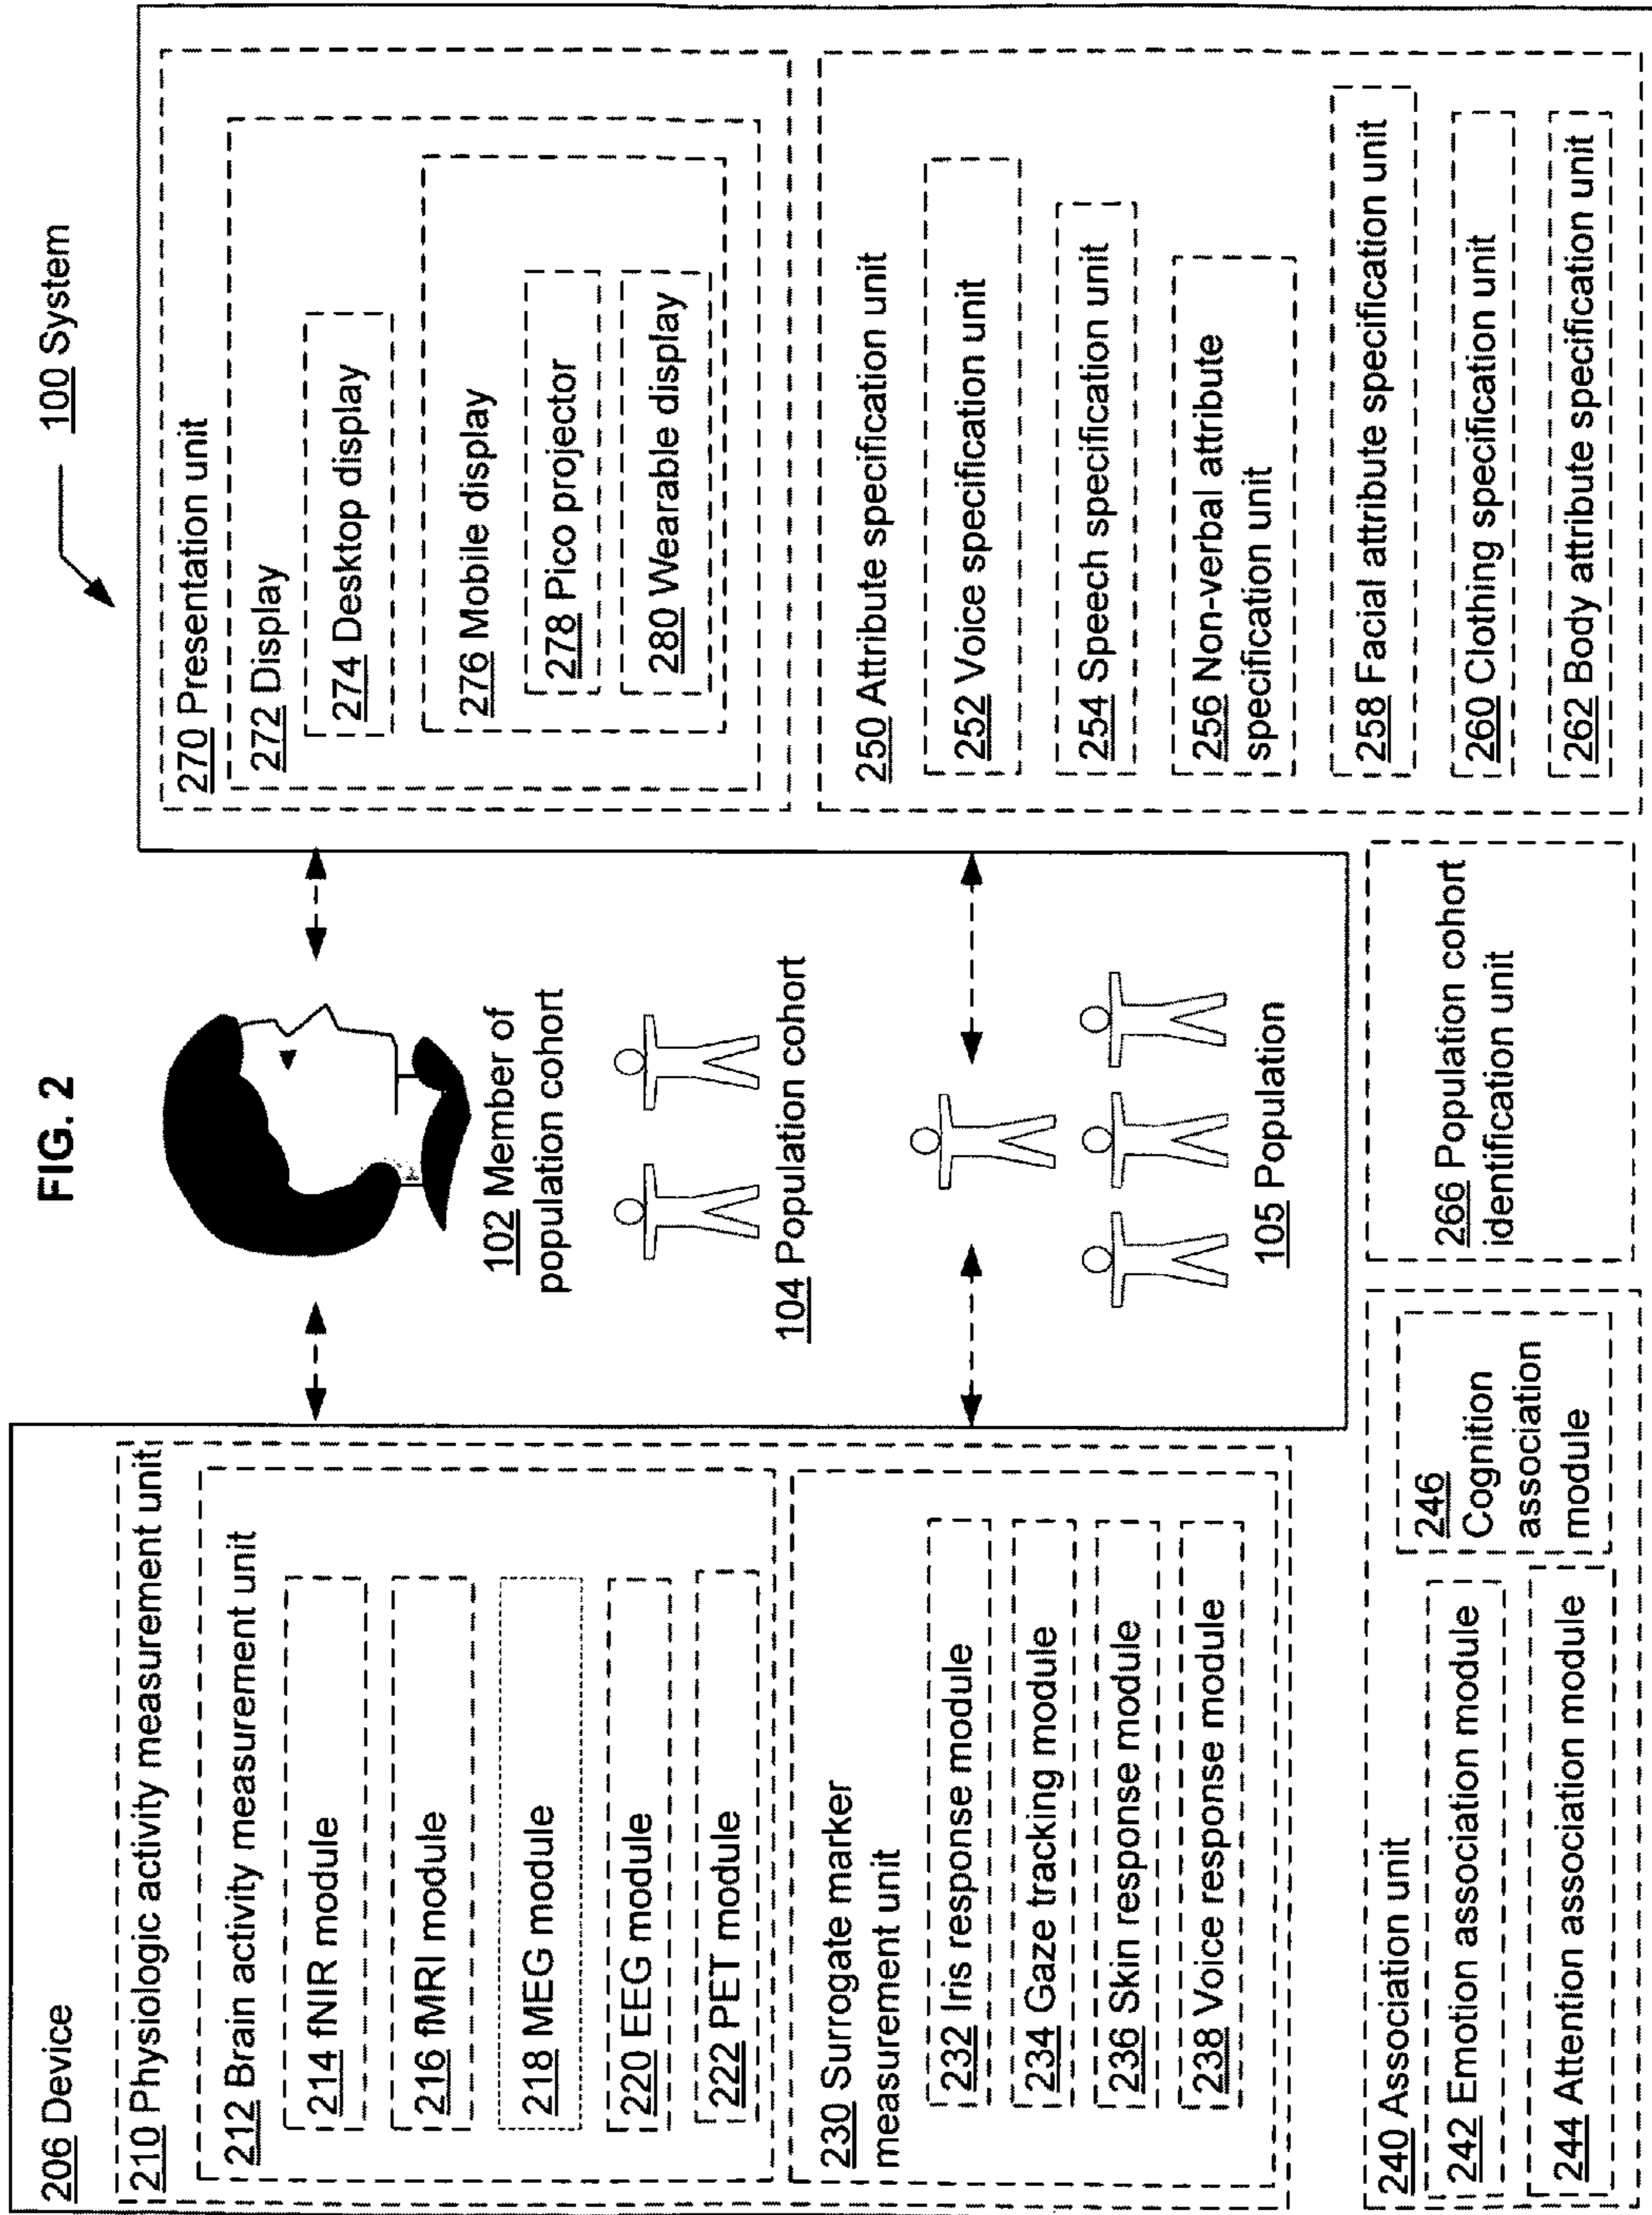 FIG. 2
100 System
206 Device
210 Physiologic activity measurement unit
212 Brain activity measurement unit
214 fNIR module
216 fMRI module
218 MEG module
220 EEG module
222 PET module
230 Surrogate marker
measurement unit
232 Iris response module
234 Gaze tracking module
236 Skin response module
238 Voice response module
240 Association unit
242 Emotion association module
244 Attention association module
246
Cognition
association
module
102 Member of
population cohort
104 Population cohort
105 Population
266 Population cohort
identification unit
270 Presentation unit
272 Display
274 Desktop display
276 Mobile display
278 Pico projector
280 Wearable display
250 Attribute specification unit
252 Voice specification unit
254 Speech specification unit
256 Non-verbal attribute
specification unit
258 Facial attribute specification unit
260 Clothing specification unit
262 Body attribute specification unit